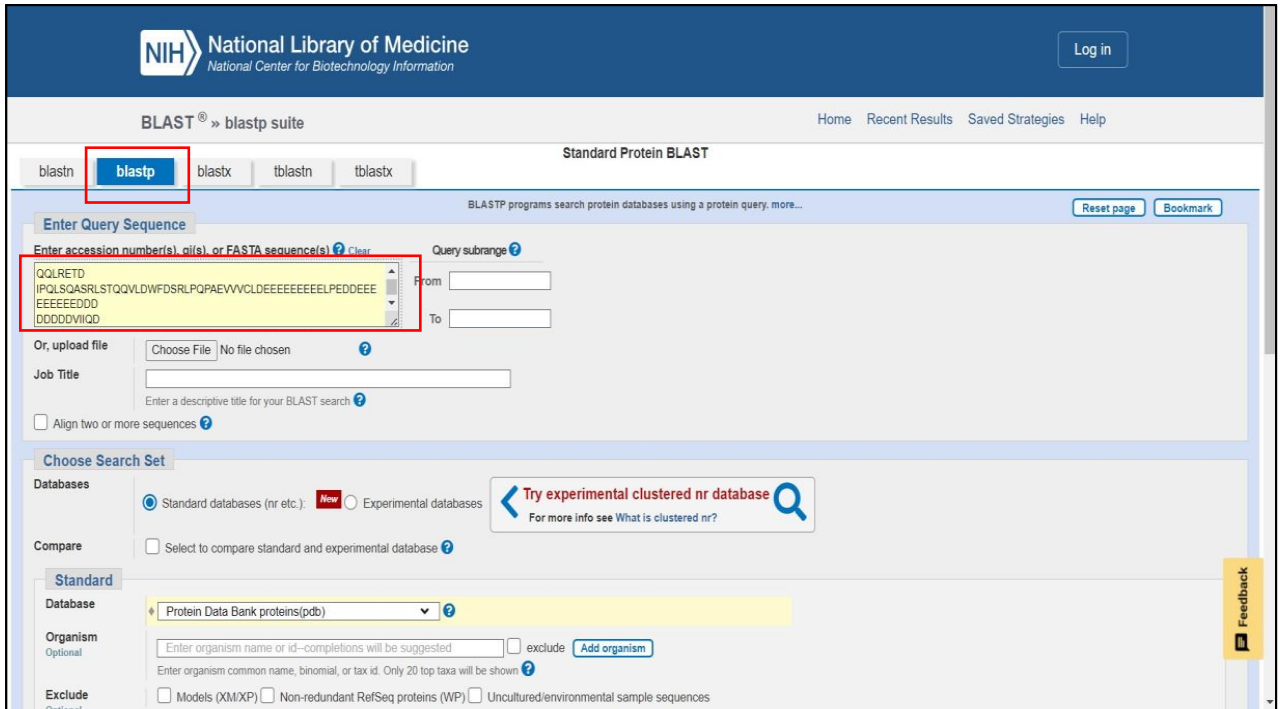 NIH National Library of Medicine
National Center for Biotechnology Information
Log in
BLAST ® » blastp suite
Home Recent Results Saved Strategies Help
Standard Protein BLAST
blastn blastp blastx tblastn tblastx
BLASTP programs search protein databases using a protein query. more...
Reset page Bookmark
Enter Query Sequence
Enter accession number(s), gi(s), or FASTA sequence(s) Clear
Query subrange
QQLRETD
IPQLSQASRLSTQQVLDWFDSRLPQPAEVVVCLDEEEEEEEEELPEDDEEE
EEEEEEDDD
DDDDDVIIQD
From
To
Or, upload file Choose File No file chosen
Job Title
Enter a descriptive title for your BLAST search
Align two or more sequences
Choose Search Set
Databases
Standard databases (nr etc.): New Experimental databases
Try experimental clustered nr database
For more info see What is clustered nr?
Compare Select to compare standard and experimental database
Standard
Database Protein Data Bank proteins(pdb)
Organism
Optional
Enter organism name or id--completions will be suggested exclude Add organism
Enter organism common name, binomial, or tax id. Only 20 top taxa will be shown
Exclude Models (XM/XP) Non-redundant RefSeq proteins (WP) Uncultured/environmental sample sequences
Optional
Feedback